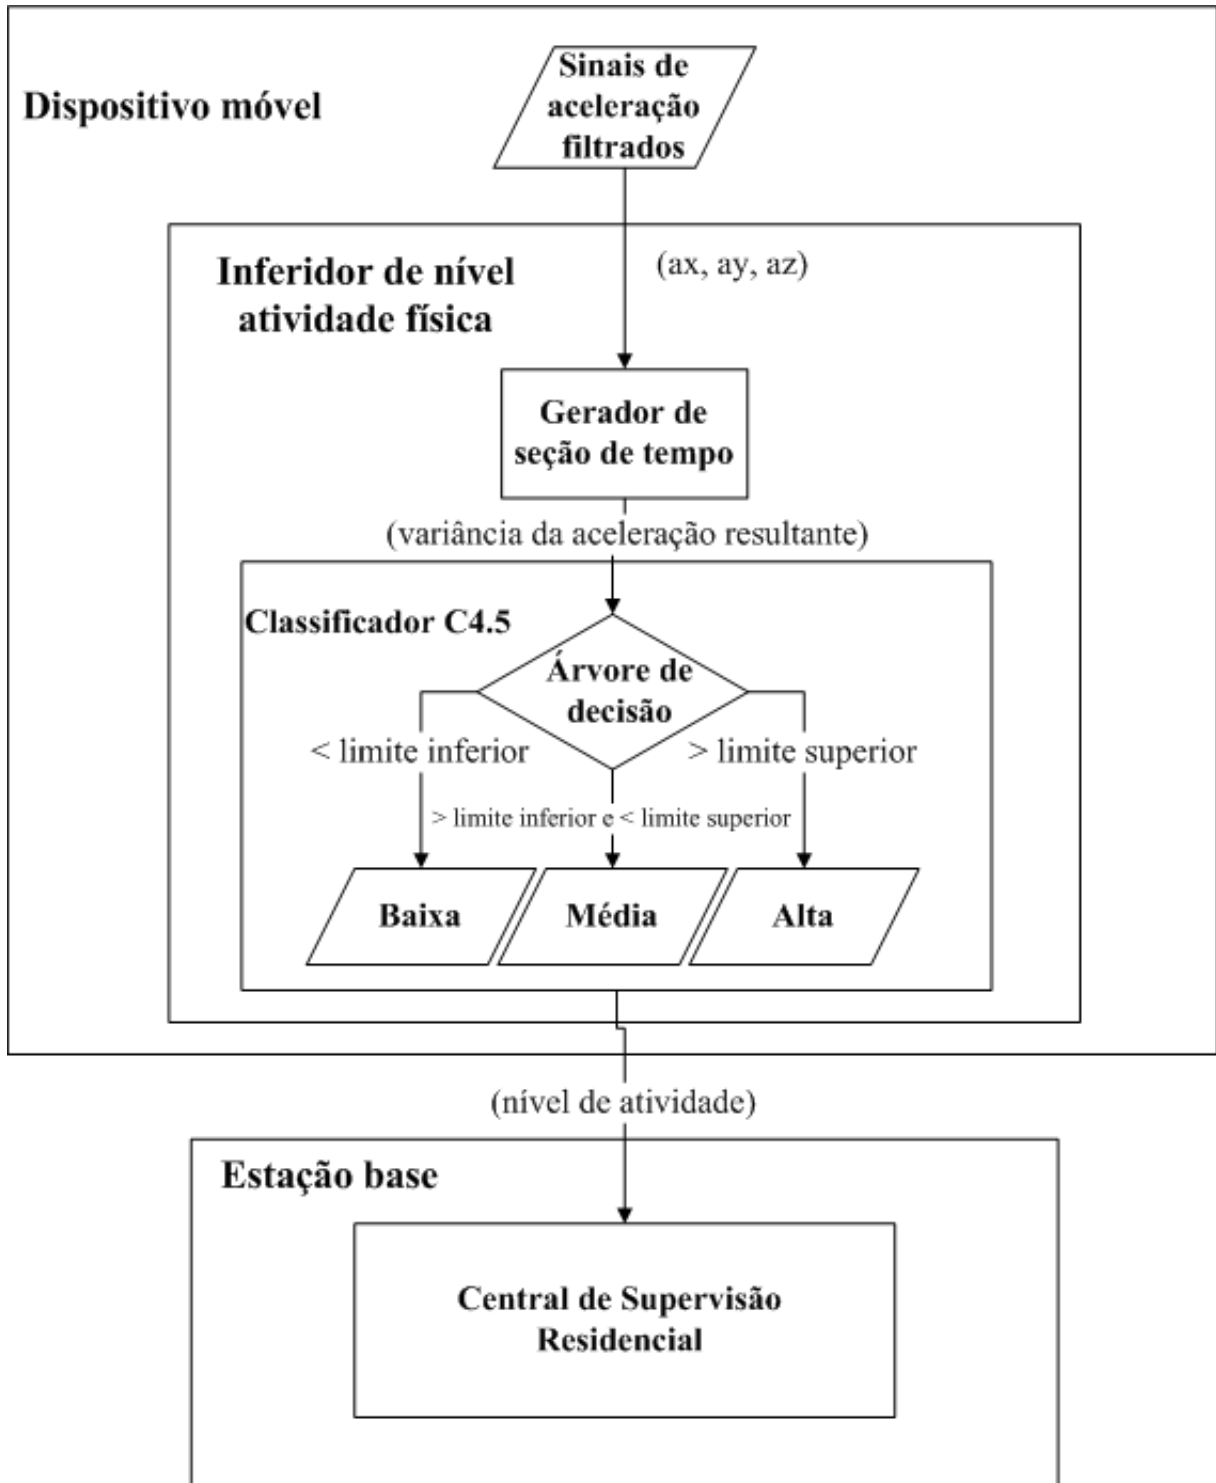 Dispositivo móvel
Sinais de
aceleração
filtrados
Inferidor de nível
atividade física
(ax, ay, az)
Gerador de
seção de tempo
(variância da aceleração resultante)
Classificador C4.5
Árvore de
decisão
< limite inferior
> limite superior
> limite inferior e < limite superior
Baixa
Média
Alta
(nível de atividade)
Estação base
Central de Supervisão
Residencial